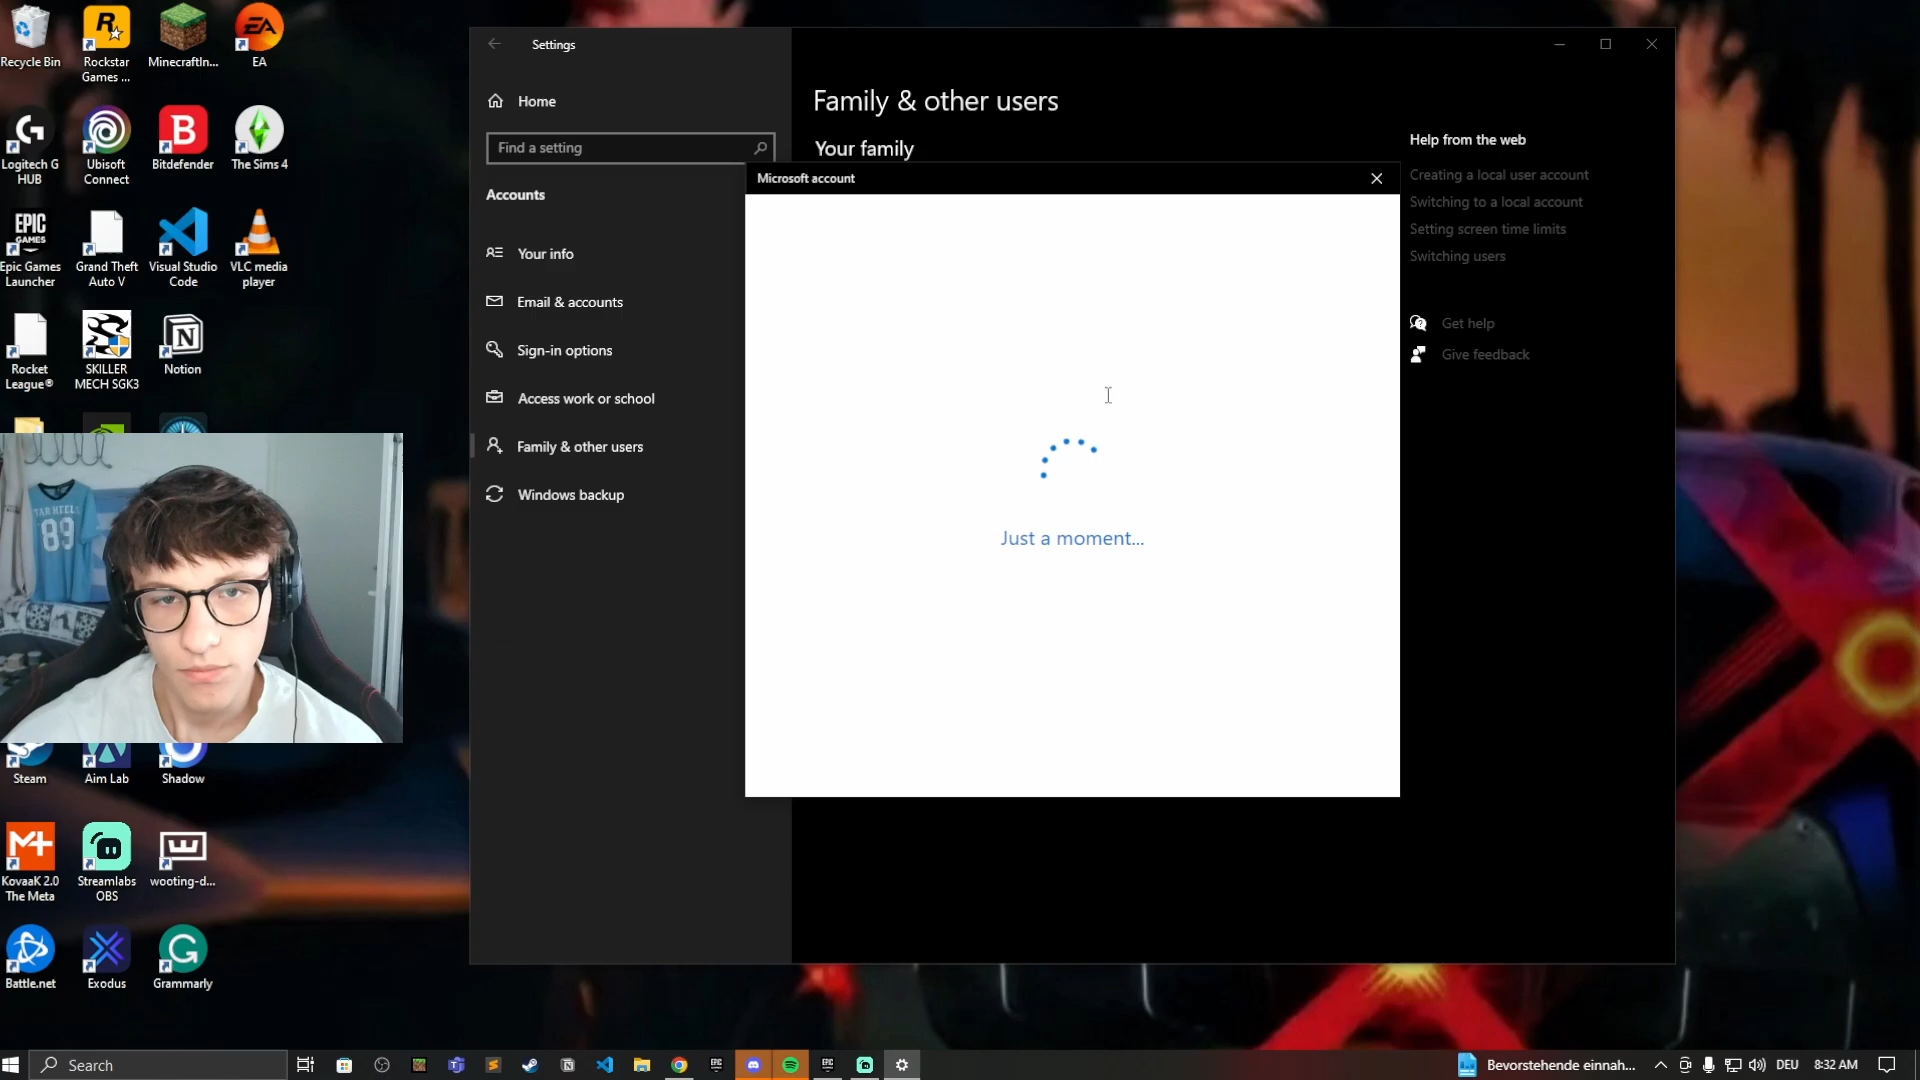 Recycle Bin
Rockstar
Games ...
MinecraftIn...
EA
Logitech G
HUB
Ubisoft
Connect
Bitdefender
The Sims 4
EPIC
GAMES
Epic Games
Launcher
Grand Theft
Auto V
Visual Studio
Code
VLC media
player
Rocket
League®
SKILLER
MECH SGK3
Notion
TAR HEELS
89
Steam
Aim Lab
Shadow
KovaaK 2.0
The Meta
Streamlabs
OBS
wooting-d...
Battle.net
Exodus
Grammarly
Settings
Home
Find a setting
Accounts
Your info
Email & accounts
Sign-in options
Access work or school
Family & other users
Windows backup
Family & other users
Your family
Microsoft account
Just a moment...
Help from the web
Creating a local user account
Switching to a local account
Setting screen time limits
Switching users
Get help
Give feedback
Search
Bevorstehende einnah...
DEU
8:32 AM